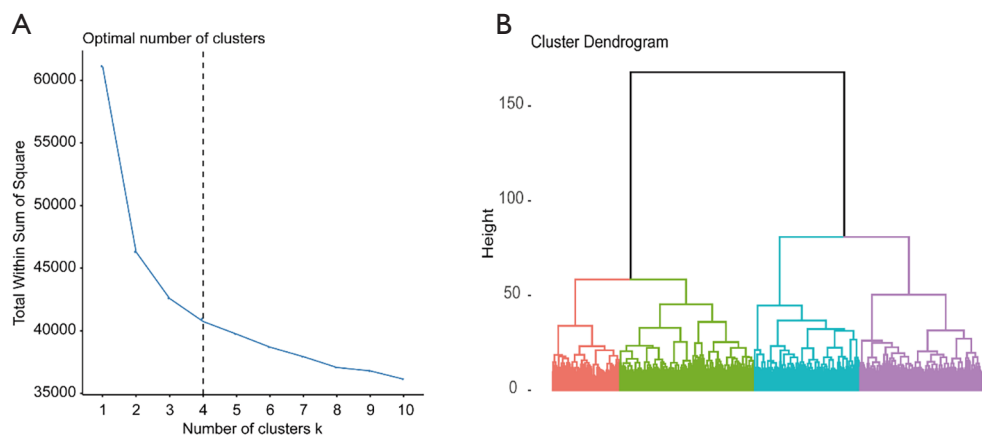 A
Optimal number of clusters
60000
55000
50000
45000
40000
35000
Total Within Sum of Square
1 2 3 4 5 6 7 8 9 10
Number of clusters k
B
Cluster Dendrogram
150
100
50
0
Height